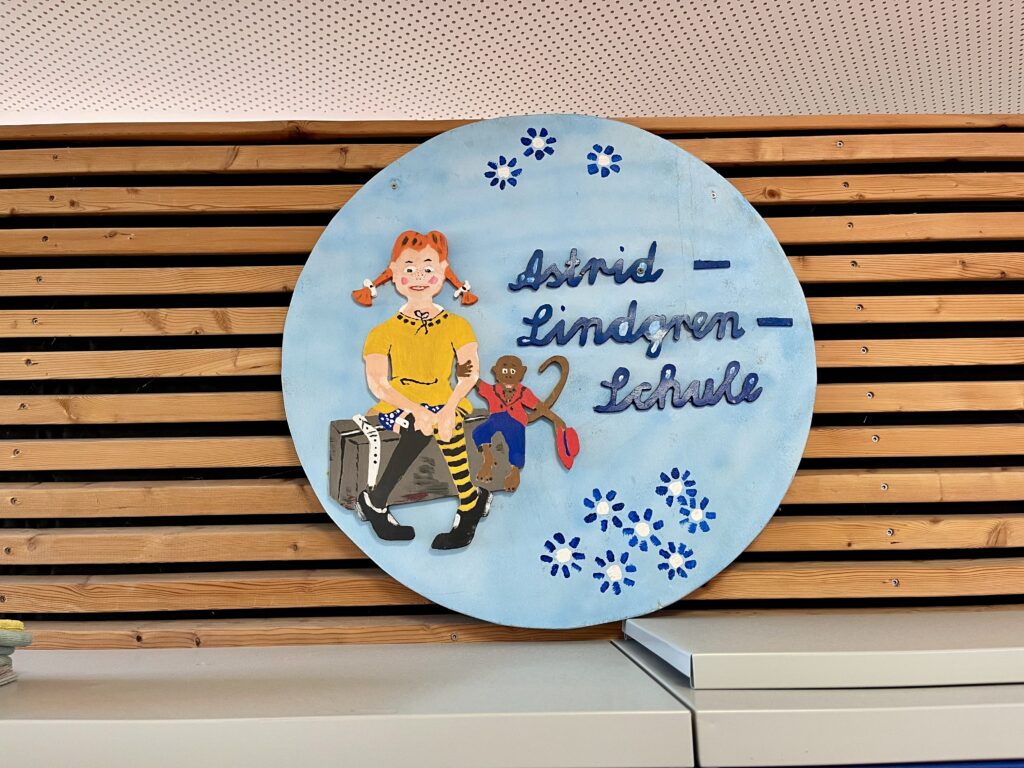 Astrid -
Lindgren -
Schule